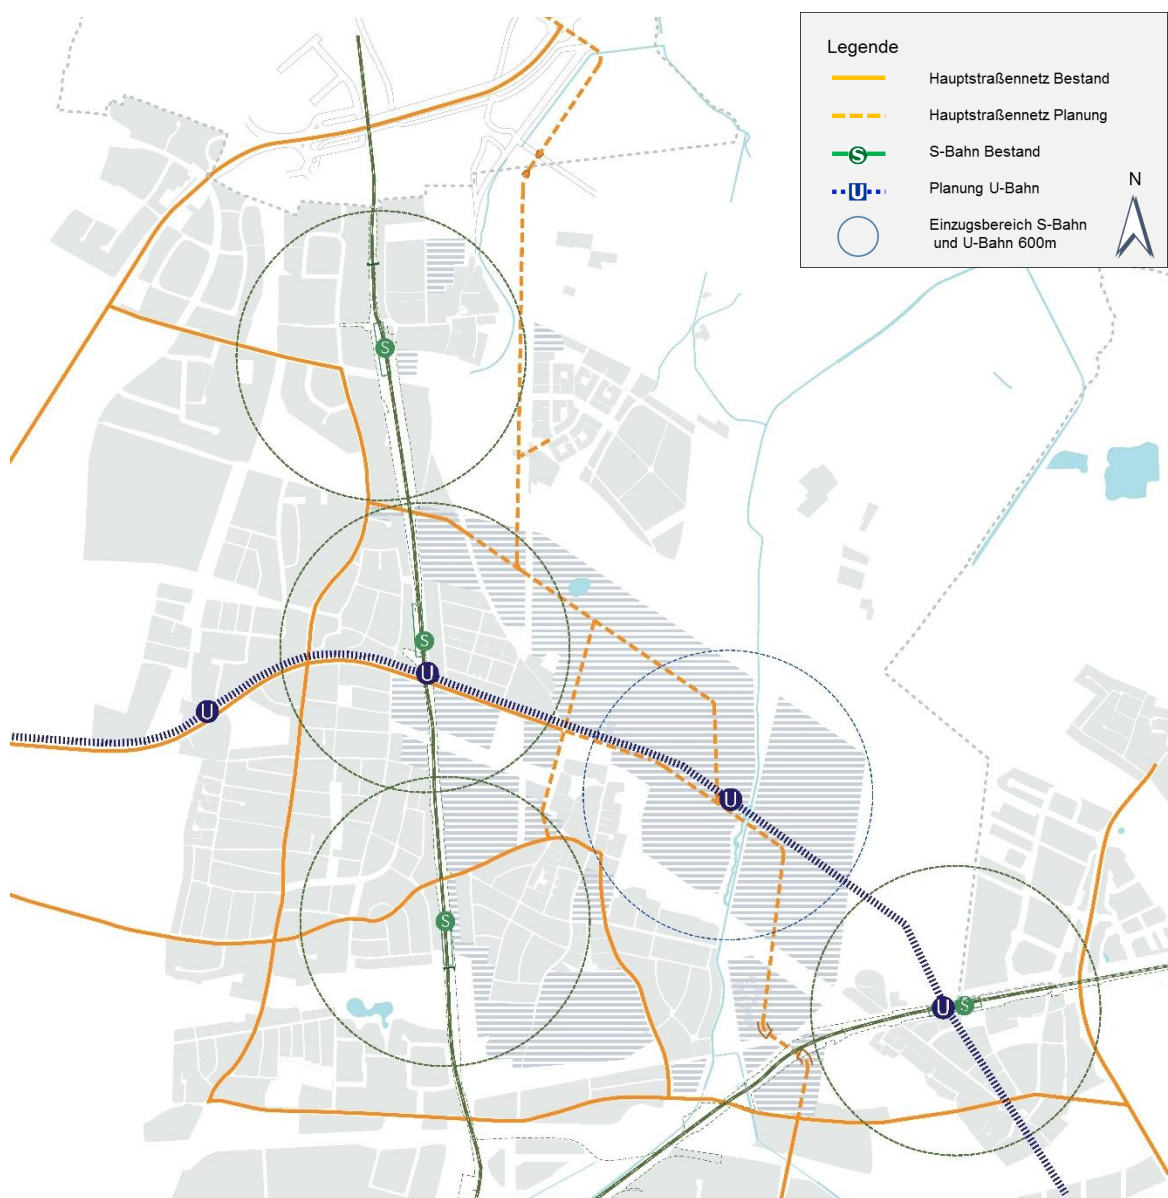 Legende
Hauptstraßennetz Bestand
Hauptstraßennetz Planung
S
S-Bahn Bestand
U
Planung U-Bahn
Einzugsbereich S-Bahn
und U-Bahn 600m
N
S
S
U
U
U
S
U
S